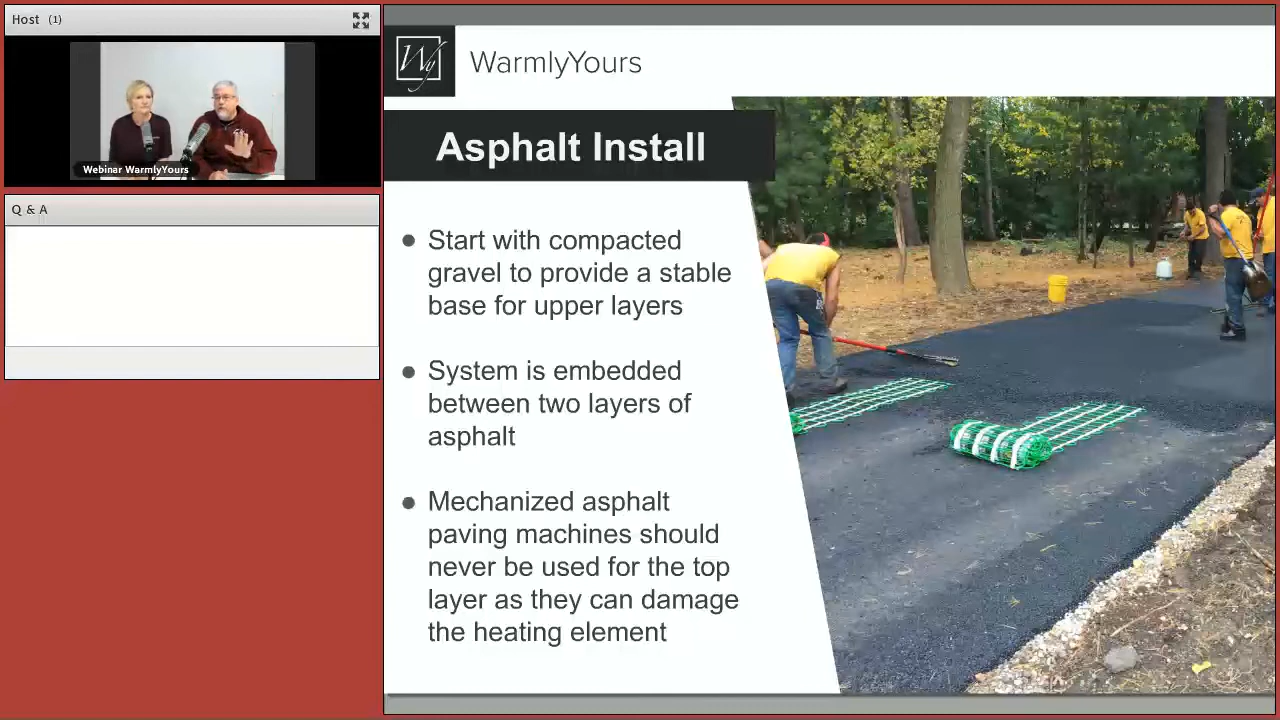 Host (1)
Webinar WarmlyYours
Q & A
Wy
WarmlyYours
Asphalt Install
● Start with compacted
gravel to provide a stable
base for upper layers
● System is embedded
between two layers of
asphalt
● Mechanized asphalt
paving machines should
never be used for the top
layer as they can damage
the heating element